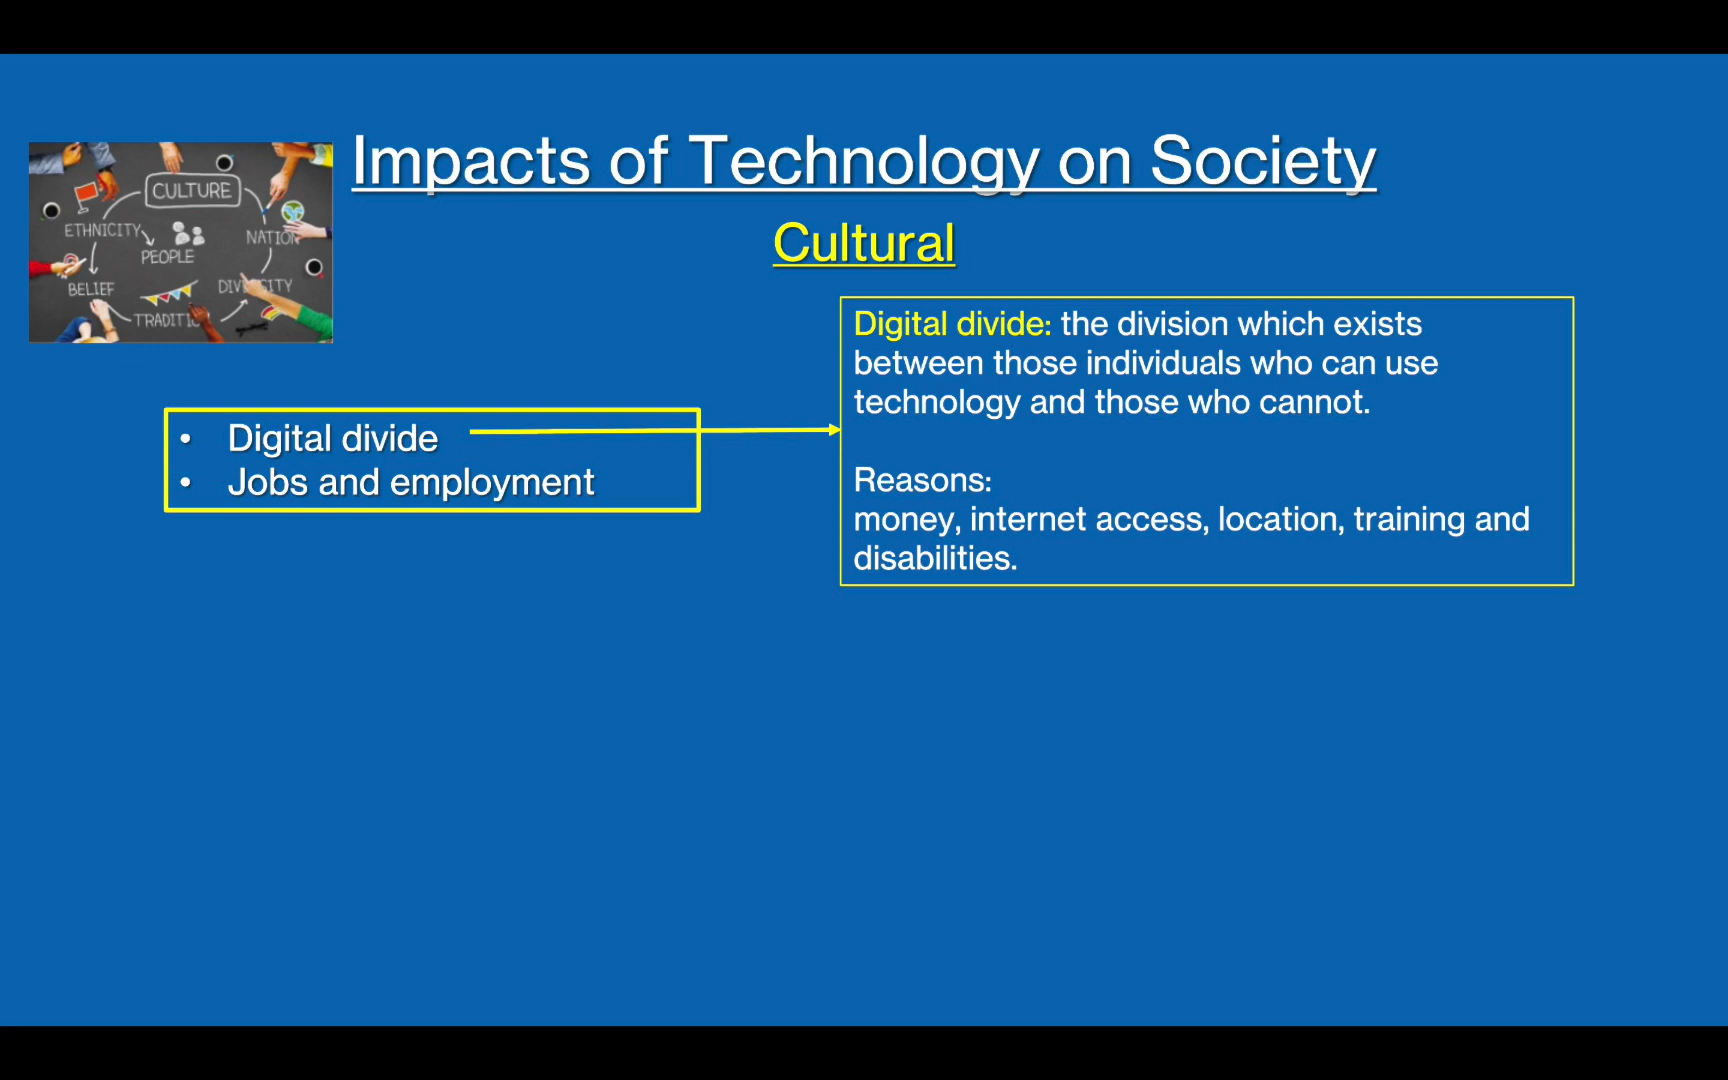 Impacts of Technology on Society
Cultural
CULTURE
ETHNICITY
PEOPLE
NATION
BELIEF
DIVERSITY
TRADITIO
Digital divide: the division which exists
between those individuals who can use
technology and those who cannot.
Reasons:
money, internet access, location, training and
disabilities.
• Digital divide
• Jobs and employment